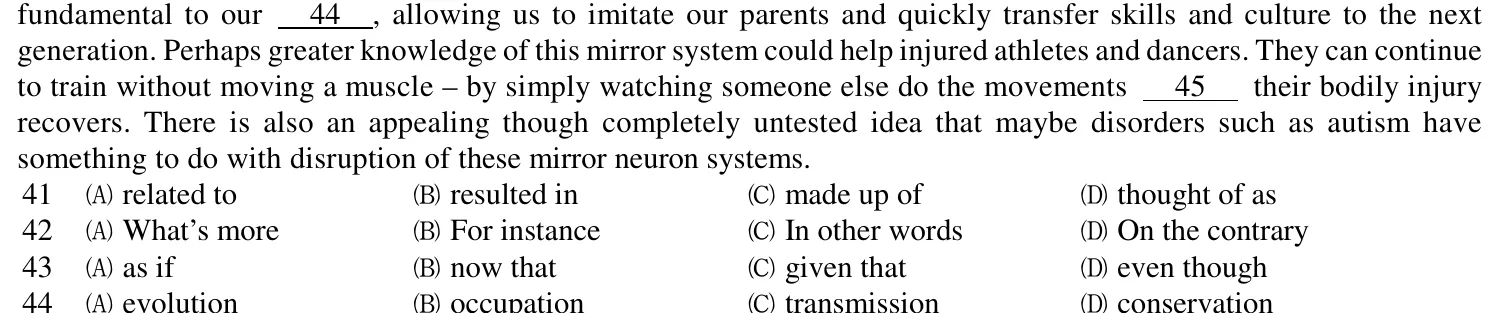 fundamental to our 44 , allowing us to imitate our parents and quickly transfer skills and culture to the next
generation. Perhaps greater knowledge of this mirror system could help injured athletes and dancers. They can continue
to train without moving a muscle – by simply watching someone else do the movements 45 their bodily injury
recovers. There is also an appealing though completely untested idea that maybe disorders such as autism have
something to do with disruption of these mirror neuron systems.
41 (A) related to (B) resulted in (C) made up of (D) thought of as
42 (A) What's more (B) For instance (C) In other words (D) On the contrary
43 (A) as if (B) now that (C) given that (D) even though
44 (A) evolution (B) occupation (C) transmission (D) conservation